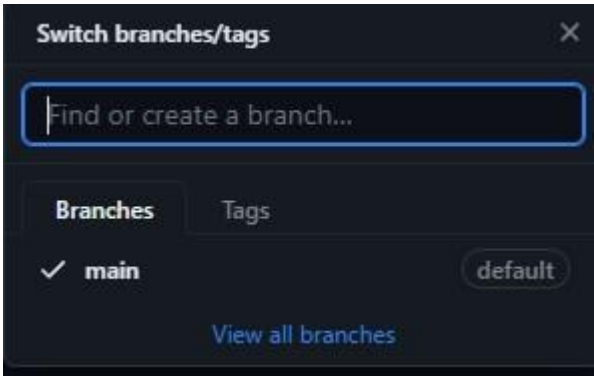 Switch branches/tags
Find or create a branch...
Branches Tags
main default
View all branches